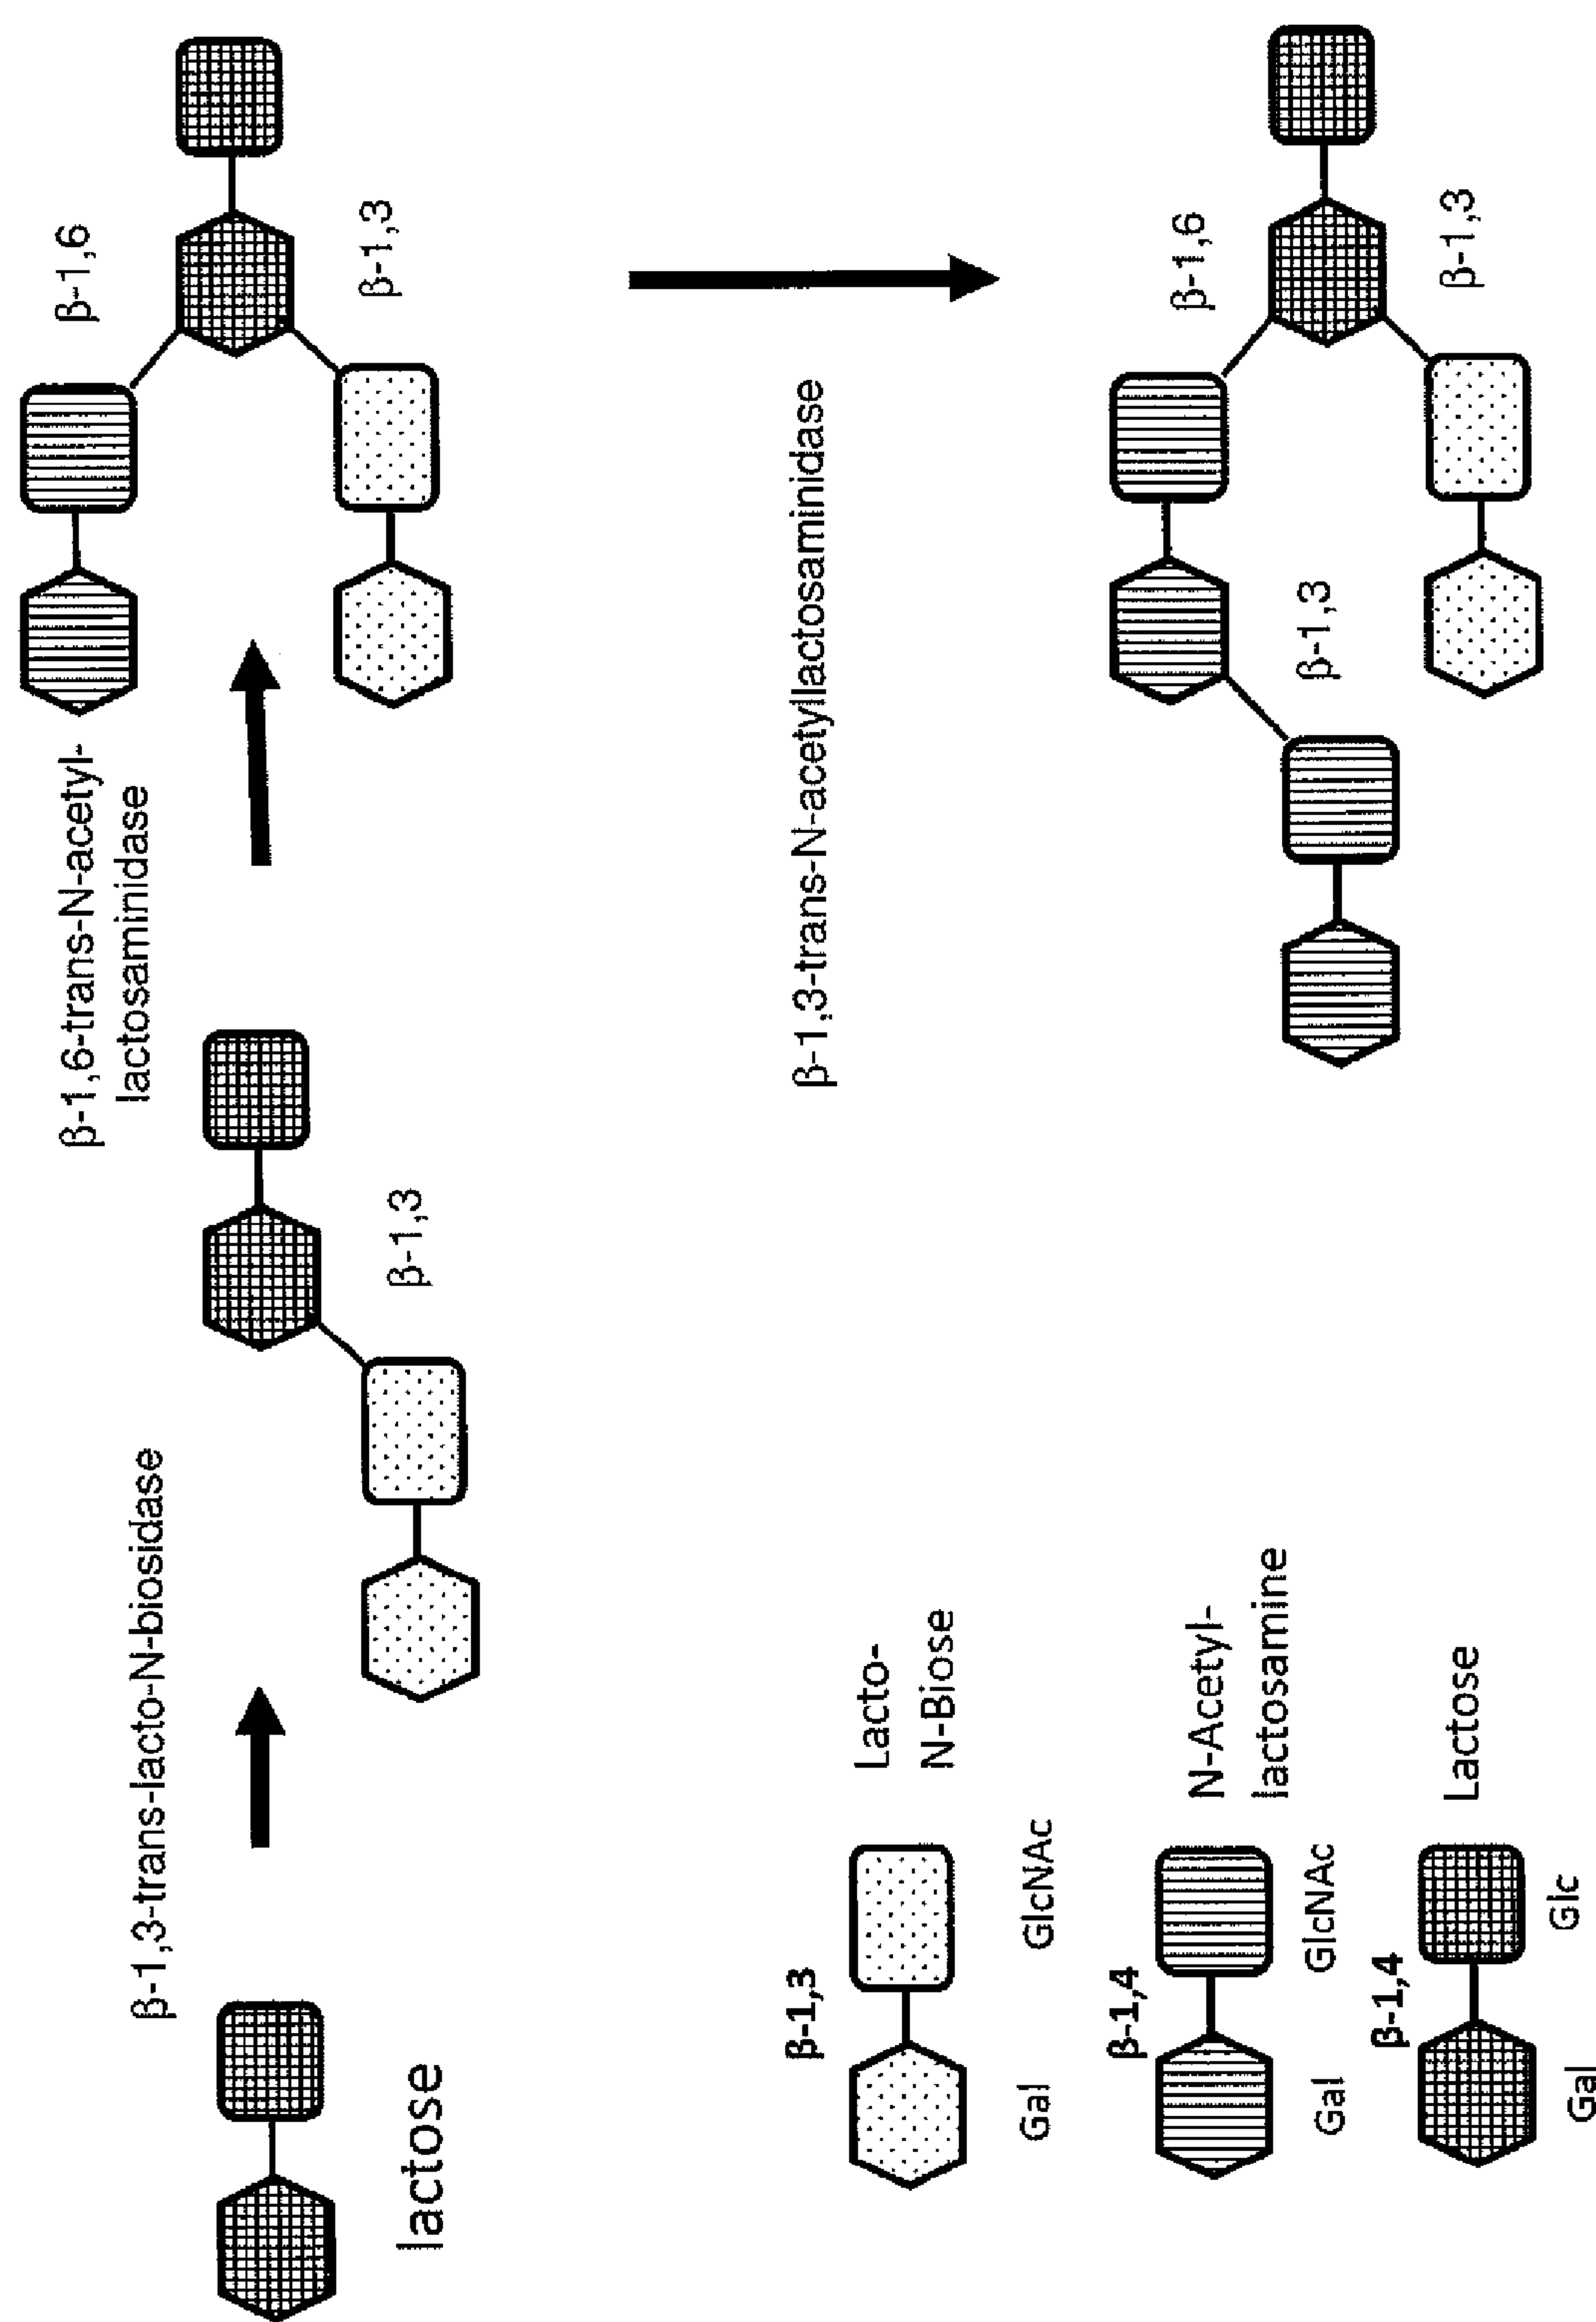 β-1,3-trans-lacto-N-biosidase
β-1,6-trans-N-acetyl-
lactosaminidase
β-1,6
lactose
β-1,3
β-1,3
β-1,3-trans-N-acetyllactosaminidase
β-1,6
β-1,3
β-1,3
β-1,3
Lacto-
N-Biose
Gal
GlcNAc
β-1,4
N-Acetyl-
lactosamine
Gal
GlcNAc
β-1,4
Lactose
Gal
Glc